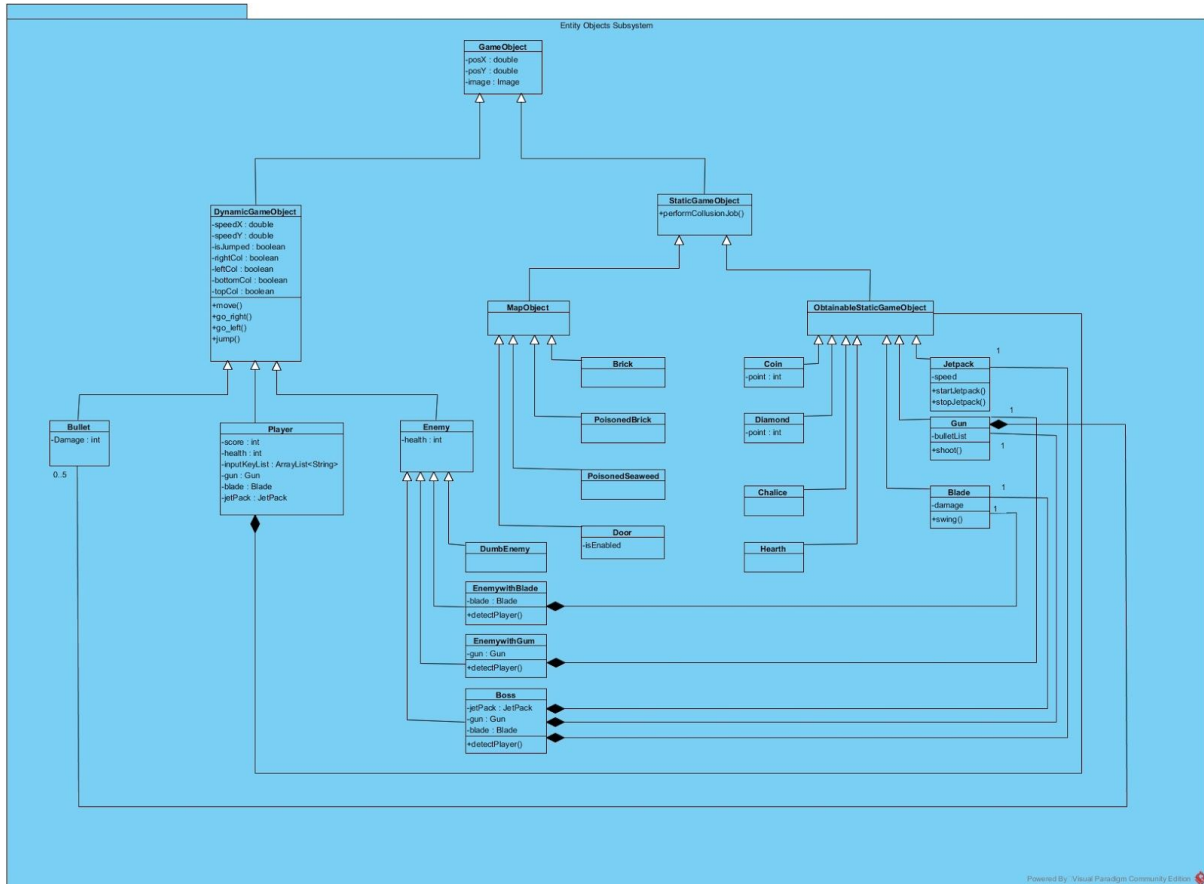 Entity Objects Subsystem
GameObject
-posX : double
-posY : double
-image : Image
DynamicGameObject
-speedX : double
-speedY : double
-isJumped : boolean
-rightCol : boolean
-leftCol : boolean
-bottomCol : boolean
-topCol : boolean
+move()
+go_right()
+go_left()
+jump()
StaticGameObject
+performCollusionJob()
MapObject
ObtainableStaticGameObject
Brick
PoisonedBrick
PoisonedSeaweed
Door
-isEnabled
Coin
-point : int
Diamond
-point : int
Chalice
Hearth
1
Jetpack
-speed
+startJetpack()
+stopJetpack()
1
Gun
-bulletList
+shoot()
1
1
Blade
-damage
+swing()
1
Bullet
-Damage : int
0..5
Player
-score : int
-health : int
-inputKeyList : ArrayList<String>
-gun : Gun
-blade : Blade
-jetPack : JetPack
Enemy
-health : int
DumbEnemy
EnemywithBlade
-blade : Blade
+detectPlayer()
EnemywithGum
-gun : Gun
+detectPlayer()
Boss
-jetPack : JetPack
-gun : Gun
-blade : Blade
+detectPlayer()
Powered By Visual Paradigm Community Edition